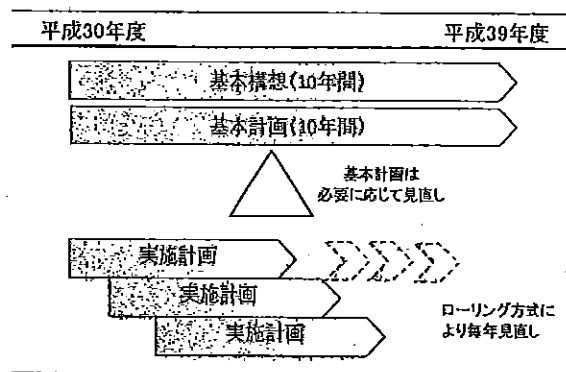 平成30年度
平成39年度
基本構想(10年間)
基本計画(10年間)
基本計画は
必要に応じて見直し
実施計画
実施計画
実施計画
ローリング方式に
より毎年見直し